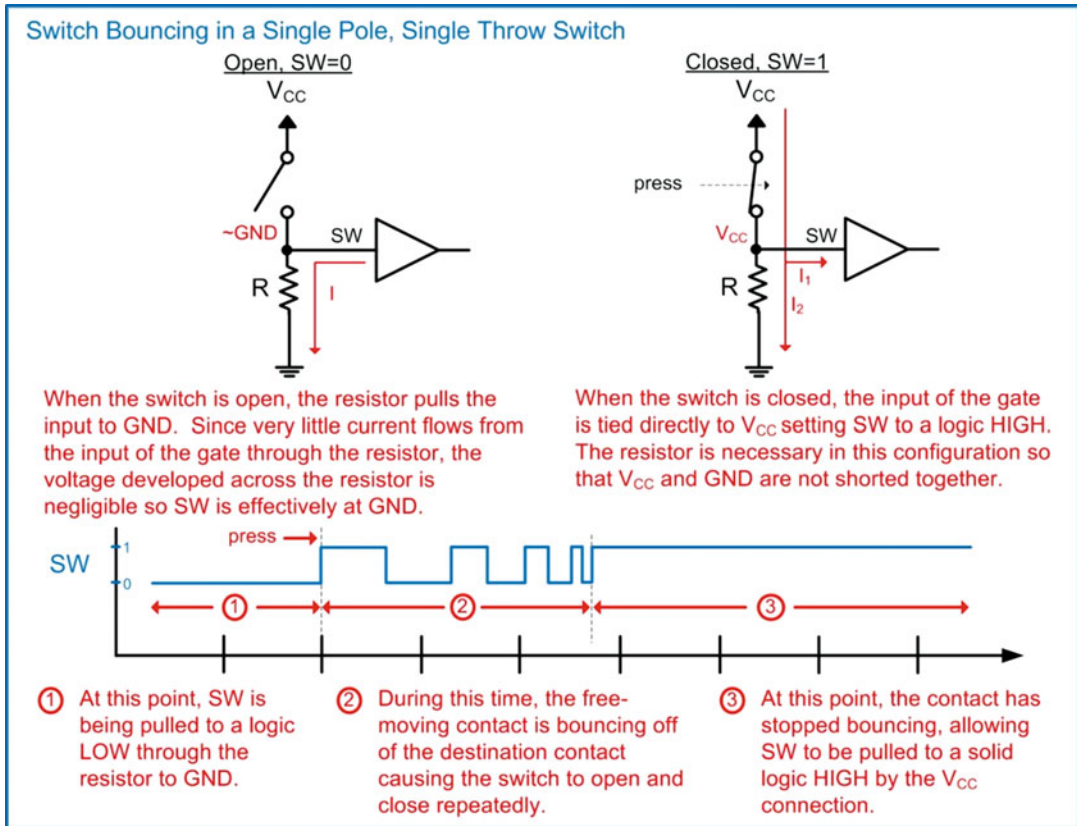 Switch Bouncing in a Single Pole, Single Throw Switch
Open, SW=0
VCC
~GND
SW
R
I
Closed, SW=1
VCC
press
VCC
SW
R
I1
I2
When the switch is open, the resistor pulls the
input to GND. Since very little current flows from
the input of the gate through the resistor, the
voltage developed across the resistor is
negligible so SW is effectively at GND.
When the switch is closed, the input of the gate
is tied directly to VCC setting SW to a logic HIGH.
The resistor is necessary in this configuration so
that VCC and GND are not shorted together.
press
SW
1
0
1
2
3
1 At this point, SW is
being pulled to a logic
LOW through the
resistor to GND.
2 During this time, the free-
moving contact is bouncing off
of the destination contact
causing the switch to open and
close repeatedly.
3 At this point, the contact has
stopped bouncing, allowing
SW to be pulled to a solid
logic HIGH by the VCC
connection.